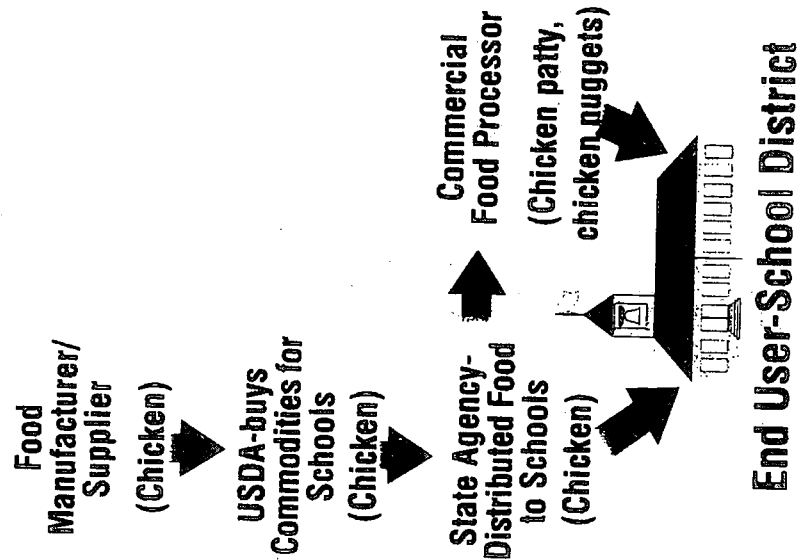 Food
Manufacturer/
Supplier
(Chicken)
USDA-buys
Commodities for
Schools
(Chicken)
State Agency-
Distributed Food
to Schools
(Chicken)
Commercial
Food Processor
(Chicken patty,
chicken nuggets)
End User-School District